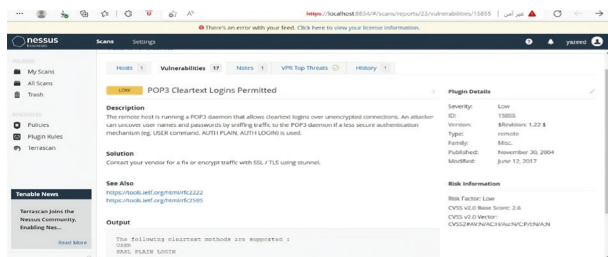 https://localhost:8834/#/scans/reports/23/vulnerabilities/15855
غير آمن
There's an error with your feed. Click here to view your license information.
nessus
Essentials
Scans
Settings
yazeed
My Scans
All Scans
Trash
Policies
Plugin Rules
Terrascan
Tenable News
Terrascan Joins the
Nessus Community,
Enabling Nes...
Read More
Hosts 1
Vulnerabilities 17
Notes 1
VPR Top Threats
History 1
LOW
POP3 Cleartext Logins Permitted
Description
The remote host is running a POP3 daemon that allows cleartext logins over unencrypted connections. An attacker
can uncover user names and passwords by sniffing traffic to the POP3 daemon if a less secure authentication
mechanism (eg, USER command, AUTH PLAIN, AUTH LOGIN) is used.
Solution
Contact your vendor for a fix or encrypt traffic with SSL / TLS using stunnel.
See Also
https://tools.ietf.org/html/rfc2222
https://tools.ietf.org/html/rfc2595
Output
The following cleartext methods are supported :
USER
SASL PLAIN LOGIN
Plugin Details
Severity: Low
ID: 15855
Version: $Revision: 1.22 $
Type: remote
Family: Misc.
Published: November 30, 2004
Modified: June 12, 2017
Risk Information
Risk Factor: Low
CVSS v2.0 Base Score: 2.6
CVSS v2.0 Vector:
CVSS2#AV:N/AC:H/Au:N/C:P/I:N/A:N